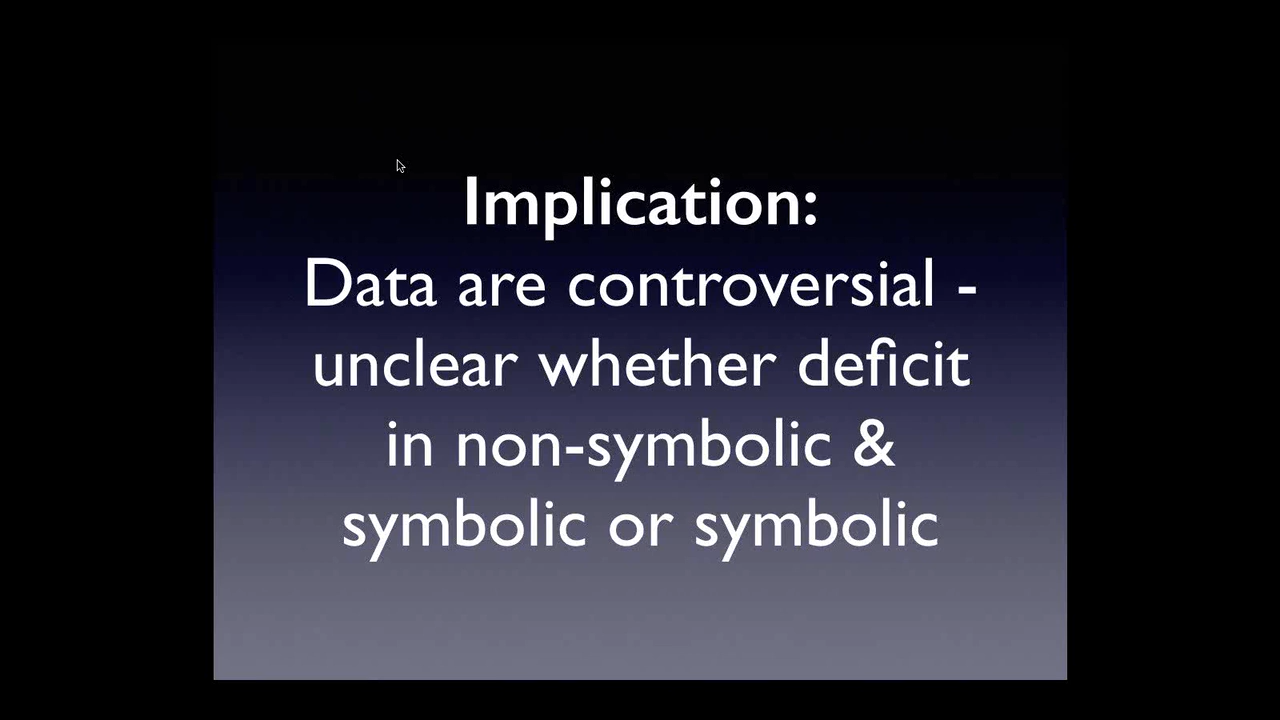 Implication:
Data are controversial -
unclear whether deficit
in non-symbolic &
symbolic or symbolic